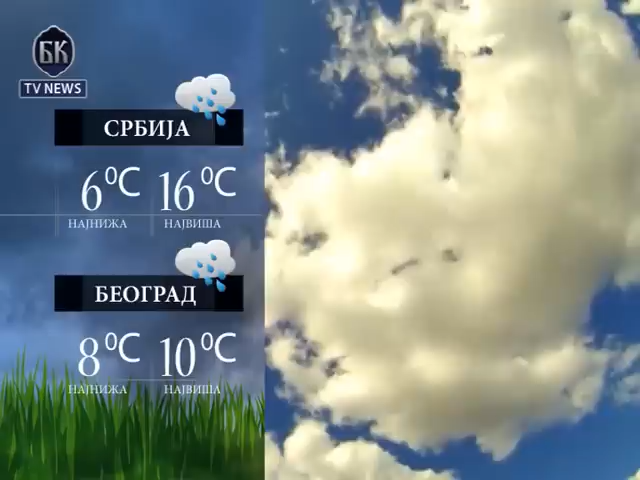 БК
TV NEWS
СРБИЈА
6°C 16°C
НАЈНИЖА НАЈВИША
БЕОГРАД
8°C 10°C
НАЈНИЖА НАЈВИША